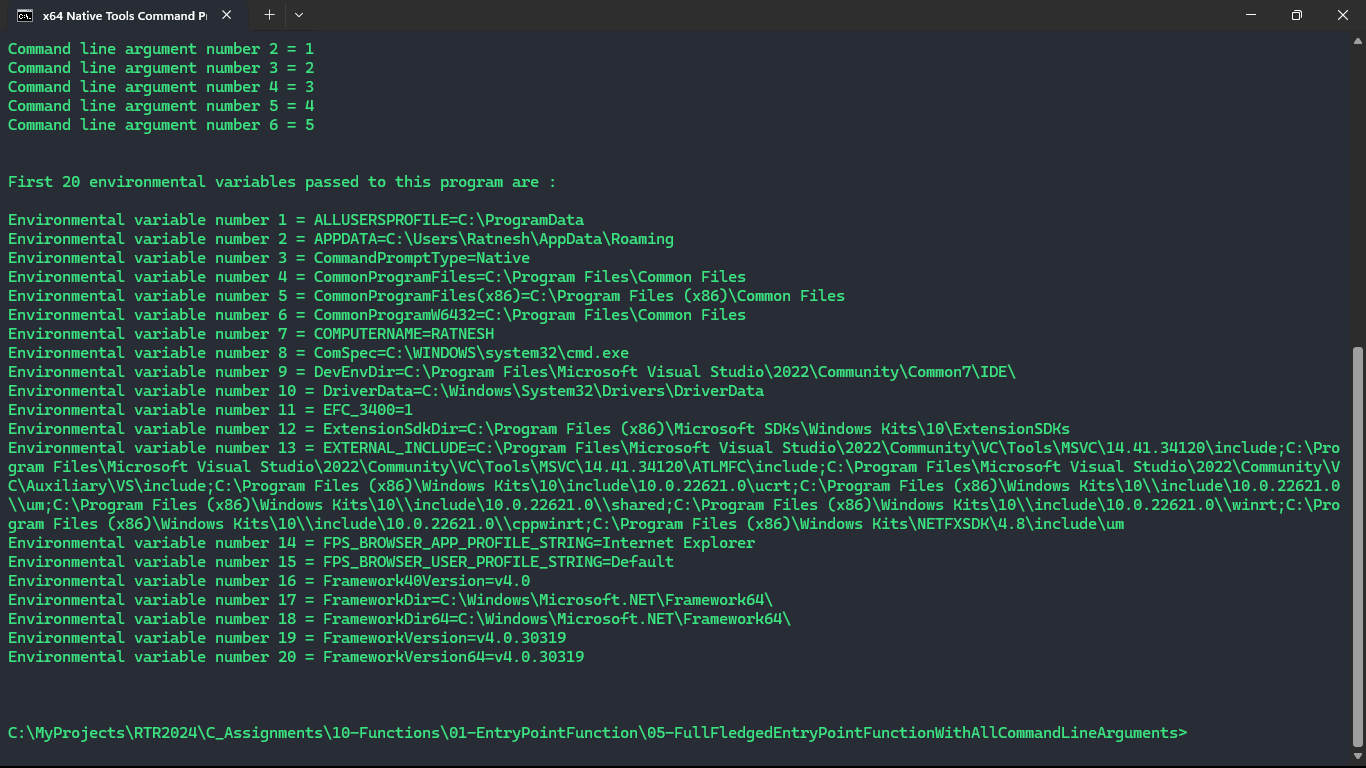 x64 Native Tools Command Pr
Command line argument number 2 = 1
Command line argument number 3 = 2
Command line argument number 4 = 3
Command line argument number 5 = 4
Command line argument number 6 = 5
First 20 environmental variables passed to this program are :
Environmental variable number 1 = ALLUSERSPROFILE=C:\ProgramData
Environmental variable number 2 = APPDATA=C:\Users\Ratnesh\AppData\Roaming
Environmental variable number 3 = CommandPromptType=Native
Environmental variable number 4 = CommonProgramFiles=C:\Program Files\Common Files
Environmental variable number 5 = CommonProgramFiles(x86)=C:\Program Files (x86)\Common Files
Environmental variable number 6 = CommonProgramW6432=C:\Program Files\Common Files
Environmental variable number 7 = COMPUTERNAME=RATNESH
Environmental variable number 8 = ComSpec=C:\WINDOWS\system32\cmd.exe
Environmental variable number 9 = DevEnvDir=C:\Program Files\Microsoft Visual Studio\2022\Community\Common7\IDE\
Environmental variable number 10 = DriverData=C:\Windows\System32\Drivers\DriverData
Environmental variable number 11 = EFC_3400=1
Environmental variable number 12 = ExtensionSdkDir=C:\Program Files (x86)\Microsoft SDKs\Windows Kits\10\ExtensionSDKs
Environmental variable number 13 = EXTERNAL_INCLUDE=C:\Program Files\Microsoft Visual Studio\2022\Community\VC\Tools\MSVC\14.41.34120\include;C:\Pro
gram Files\Microsoft Visual Studio\2022\Community\VC\Tools\MSVC\14.41.34120\ATLMFC\include;C:\Program Files\Microsoft Visual Studio\2022\Community\V
C\Auxiliary\VS\include;C:\Program Files (x86)\Windows Kits\10\include\10.0.22621.0\ucrt;C:\Program Files (x86)\Windows Kits\10\\include\10.0.22621.0
\\um;C:\Program Files (x86)\Windows Kits\10\\include\10.0.22621.0\\shared;C:\Program Files (x86)\Windows Kits\10\\include\10.0.22621.0\\winrt;C:\Pro
gram Files (x86)\Windows Kits\10\\include\10.0.22621.0\\cppwinrt;C:\Program Files (x86)\Windows Kits\NETFXSDK\4.8\include\um
Environmental variable number 14 = FPS_BROWSER_APP_PROFILE_STRING=Internet Explorer
Environmental variable number 15 = FPS_BROWSER_USER_PROFILE_STRING=Default
Environmental variable number 16 = Framework40Version=v4.0
Environmental variable number 17 = FrameworkDir=C:\Windows\Microsoft.NET\Framework64\
Environmental variable number 18 = FrameworkDir64=C:\Windows\Microsoft.NET\Framework64\
Environmental variable number 19 = FrameworkVersion=v4.0.30319
Environmental variable number 20 = FrameworkVersion64=v4.0.30319
C:\MyProjects\RTR2024\C_Assignments\10-Functions\01-EntryPointFunction\05-FullFledgedEntryPointFunctionWithAllCommandLineArguments>